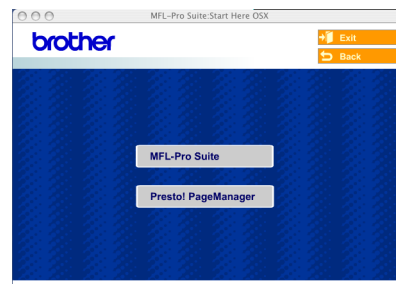 MFL-Pro Suite:Start Here OSX
brother
Exit
Back
MFL-Pro Suite
Presto! PageManager